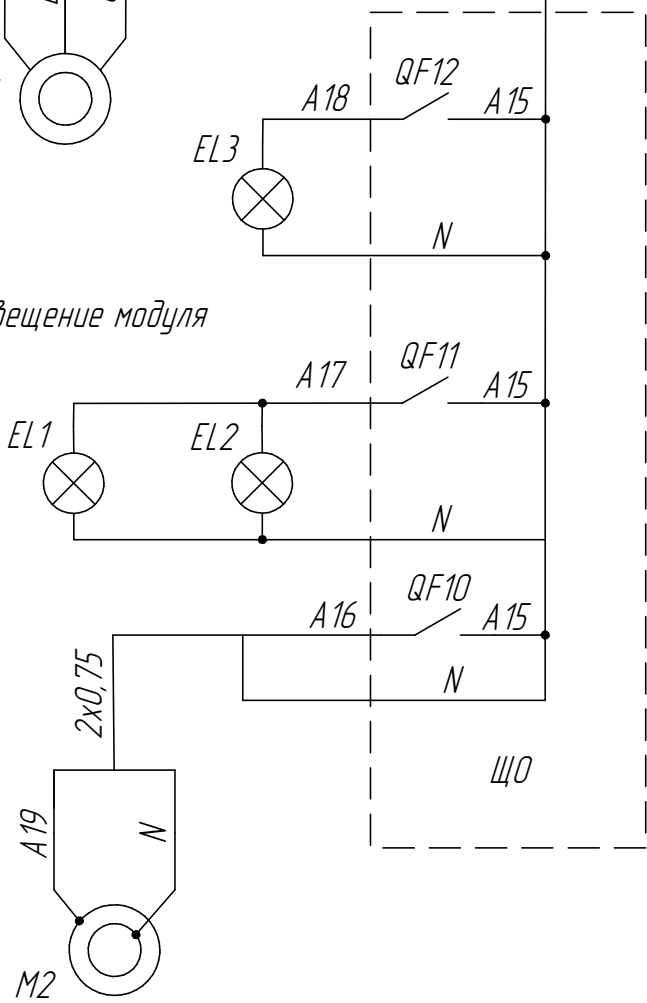 QF12
A18
A15
EL3
N
вещение модуля
QF11
A17
A15
EL1
EL2
N
QF10
A16
A15
2x0,75
N
ЩО
A19
N
M2